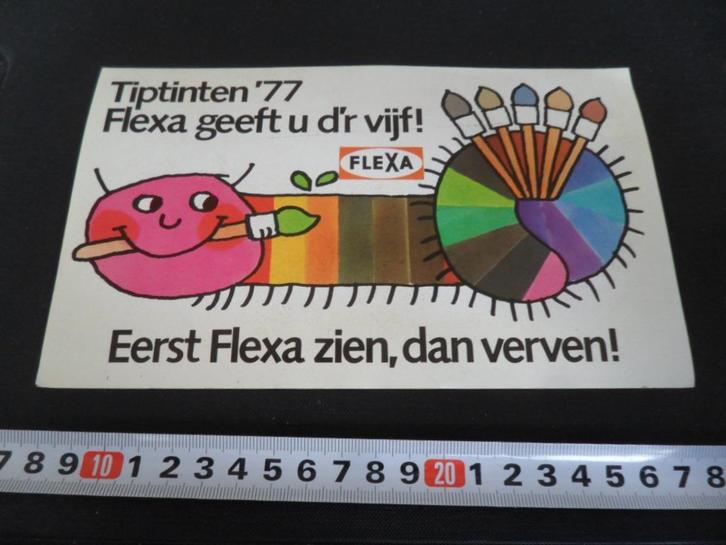 Tiptinten '77
Flexa geeft u d'r vijf!
FLEXA
Eerst Flexa zien, dan verven!
7 8 9 10 1 2 3 4 5 6 7 8 9 20 1 2 3 4 5 6 7 8